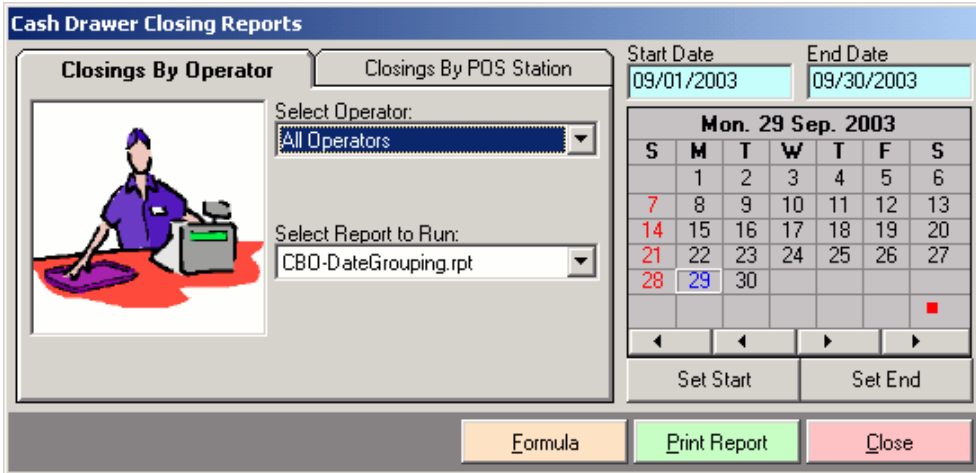 Cash Drawer Closing Reports
Closings By Operator
Closings By POS Station
Select Operator:
All Operators
Select Report to Run:
CBO-DateGrouping.rpt
Start Date
End Date
09/01/2003
09/30/2003
Mon. 29 Sep. 2003
S M T W T F S
1 2 3 4 5 6
7 8 9 10 11 12 13
14 15 16 17 18 19 20
21 22 23 24 25 26 27
28 29 30
Set Start
Set End
Formula
Print Report
Close